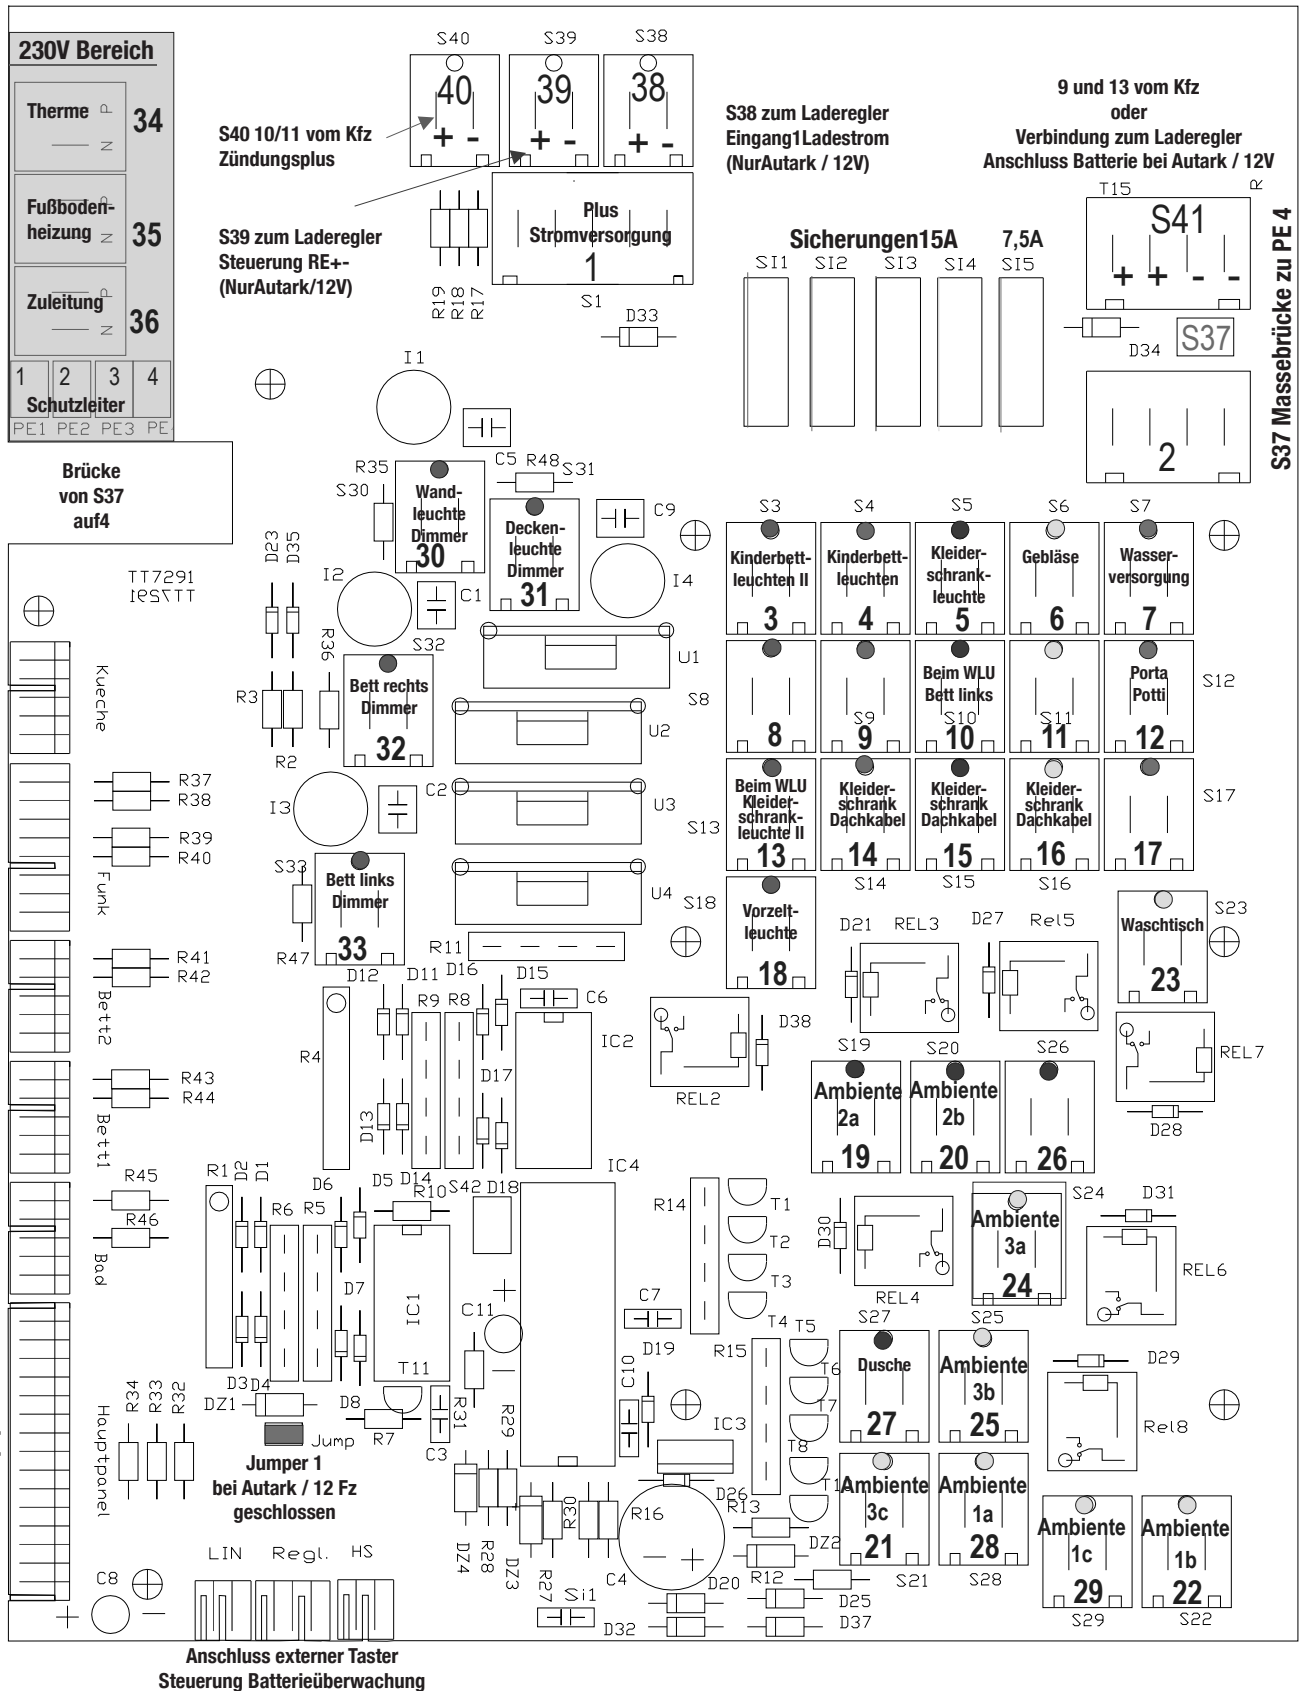 S40 S39 S38
230V Bereich
40 39 38
+ - + - + -
Therme N P 34
Fußboden-
heizung N P 35
Zuleitung N P 36
1 2 3 4
Schutzleiter
PE1 PE2 PE3 PE
Brücke
von S37
auf4
S40 10/11 vom Kfz
Zündungsplus
S39 zum Laderegler
Steuerung RE+-
(NurAutark/12V)
S38 zum Laderegler
Eingang1Ladestrom
(NurAutark / 12V)
9 und 13 vom Kfz
oder
Verbindung zum Laderegler
Anschluss Batterie bei Autark / 12V
R19 R18 R17
Plus
Stromversorgung
1
S1
D33
Sicherungen15A 7,5A
SI1 SI2 SI3 SI4 SI5
T15 R
S41
+ + - -
D34 S37
2
S37 Massebrücke zu PE 4
I1
C5 R48 S31
R35
S30
Wand-
leuchte
Dimmer
30
Decken-
leuchte
Dimmer
31
C9
I4
D23 D35
TT7291
TT7291
I2
C1
S32
R36
R3
R2
Bett rechts
Dimmer
32
U1
U2
U3
U4
I3
C2
S33
Bett links
Dimmer
33
R47
R11
S3 S4 S5 S6 S7
Kinderbett-
leuchten II
3
Kinderbett-
leuchten
4
Kleider-
schrank-
leuchte
5
Gebläse
6
Wasser-
versorgung
7
S8
8
S9
9
Beim WLU
Bett links
S10
10
S11
11
Porta
Potti
12
S12
S13
Beim WLU
Kleider-
schrank-
leuchte II
13
Kleider-
schrank
Dachkabel
14
S14
Kleider-
schrank
Dachkabel
15
S15
Kleider-
schrank
Dachkabel
16
S16
17
S17
S18
Vorzelt-
leuchte
18
D21 REL3 D27 Rel5
Waschtisch
23
S23
Kueche
R37
R38
R39
R40
Funk
R41
R42
Bett2
R43
R44
Bett1
R45
R46
Bad
D12 D11 D16 D15
R9 R8
C6
IC2
R4
D17
D13
D14
D38
REL2
REL7
D28
S19 S20 S26
Ambiente
2a
19
Ambiente
2b
20
26
R1 D2 D1
R6 R5
D6 D5
R10 S42 D18
IC4
R14
T1
T2
T3
T4
D30
REL4
S24
Ambiente
3a
24
D31
REL6
D7
IC1
C11
+
-
C7
D3 D4
D8
T11
DZ1
R7
C3
R31
R29
C10
D19
R15
T5
T6
T7
T8
IC3
D26
S27
Dusche
27
S25
Ambiente
3b
25
D29
Rel8
Hauptpanel
R34 R33 R32
Jump
Jumper 1
bei Autark / 12 Fz
geschlossen
DZ4
R28
DZ3
R27
R30
R16
C4
- +
R13
DZ2
R12
Ambiente
3c
21
S21
Ambiente
1a
28
S28
Ambiente
1c
29
S29
Ambiente
1b
22
S22
LIN Regl. HS
C8
+ -
Si1
D32
D20
D25
D37
Anschluss externer Taster
Steuerung Batterieüberwachung